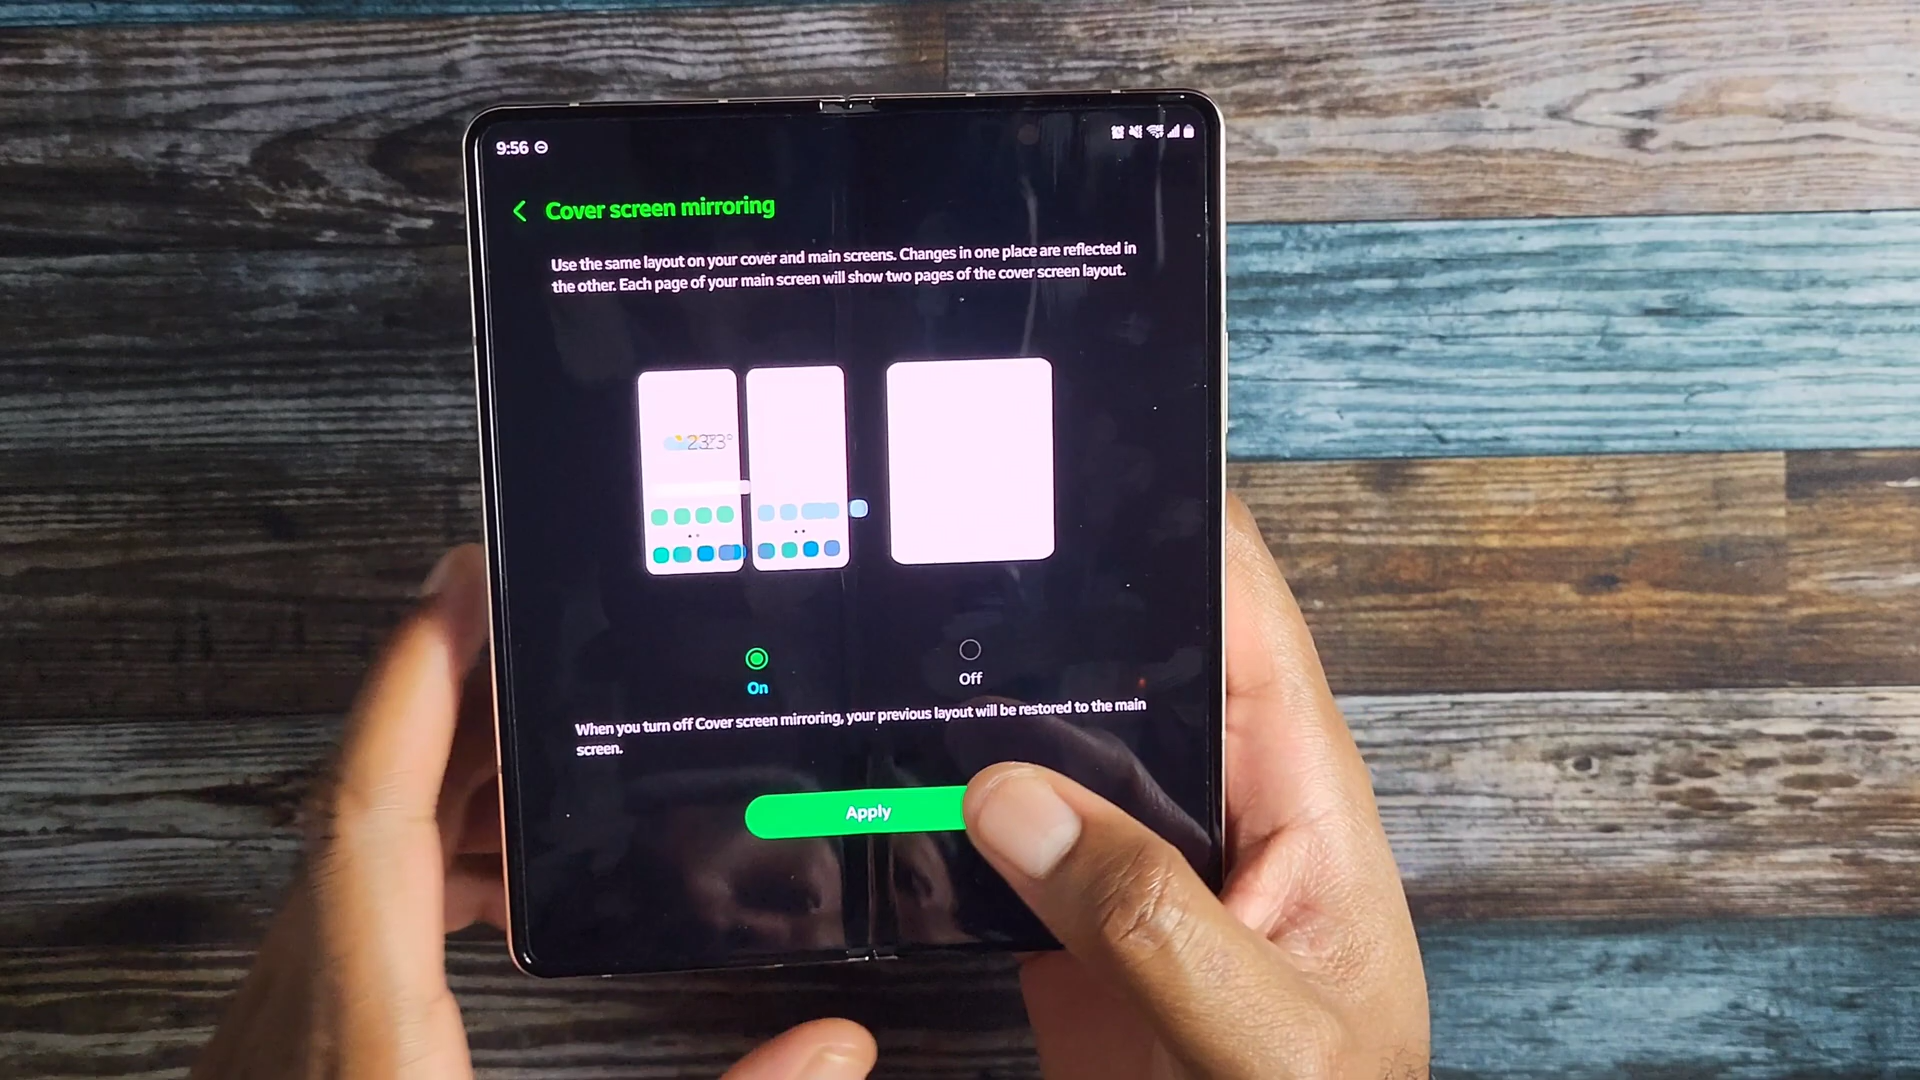 9:56
Cover screen mirroring
Use the same layout on your cover and main screens. Changes in one place are reflected in
the other. Each page of your main screen will show two pages of the cover screen layout.
On
Off
When you turn off Cover screen mirroring, your previous layout will be restored to the main
screen.
Apply